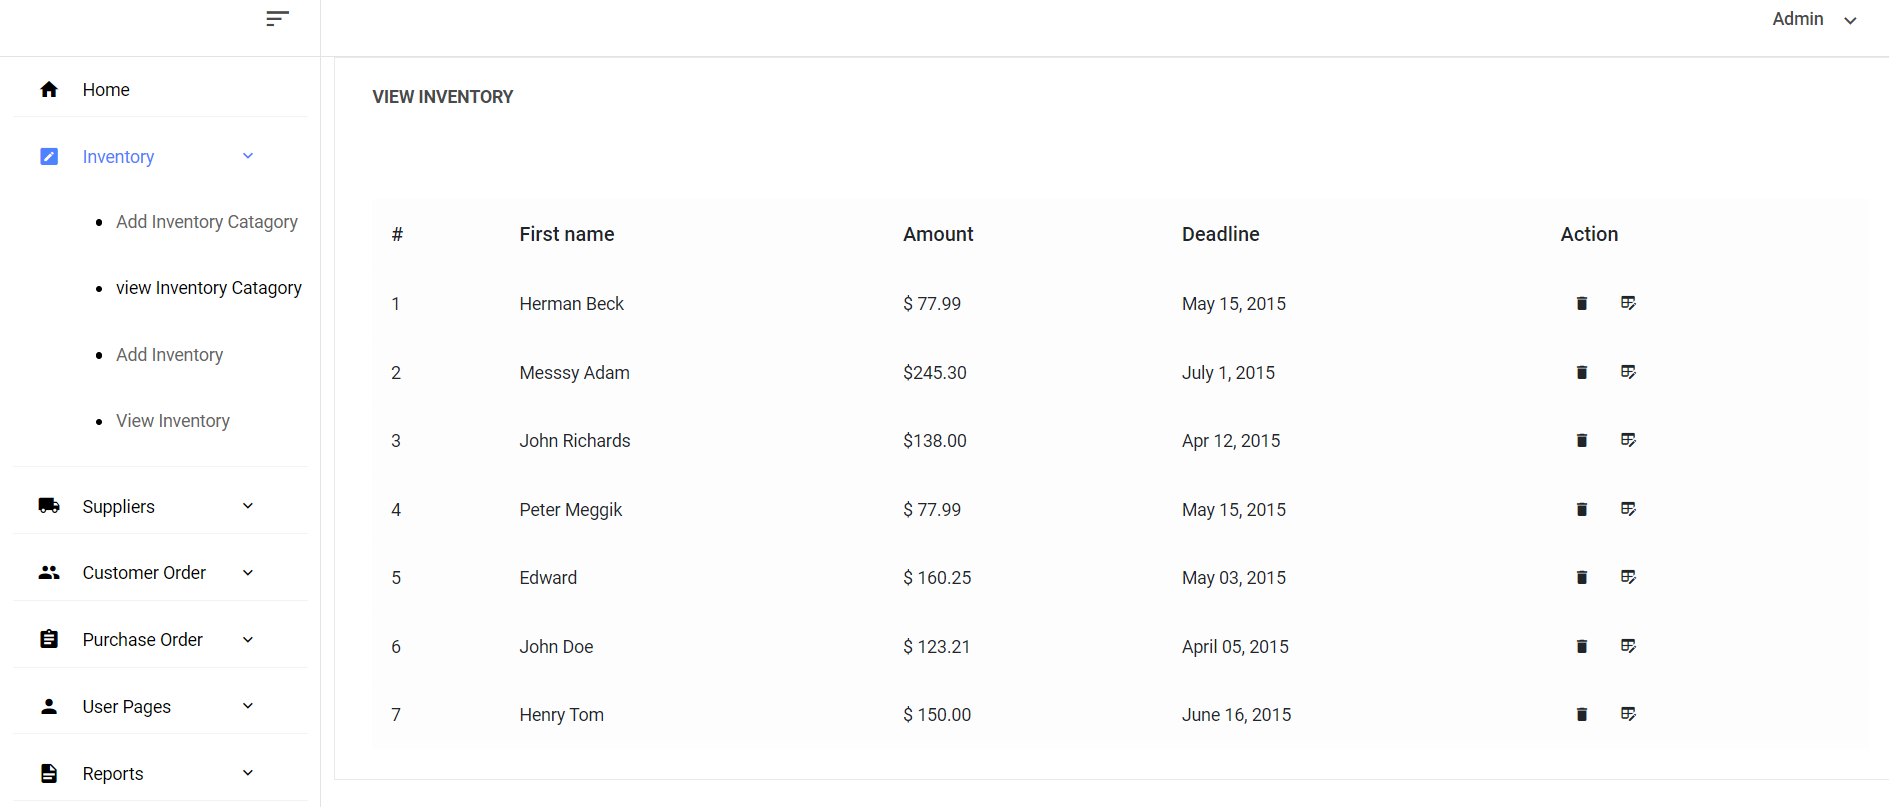 Admin
Home
Inventory
Add Inventory Catagory
view Inventory Catagory
Add Inventory
View Inventory
Suppliers
Customer Order
Purchase Order
User Pages
Reports
VIEW INVENTORY
# First name Amount Deadline Action
1 Herman Beck $ 77.99 May 15, 2015
2 Messsy Adam $245.30 July 1, 2015
3 John Richards $138.00 Apr 12, 2015
4 Peter Meggik $ 77.99 May 15, 2015
5 Edward $ 160.25 May 03, 2015
6 John Doe $ 123.21 April 05, 2015
7 Henry Tom $ 150.00 June 16, 2015